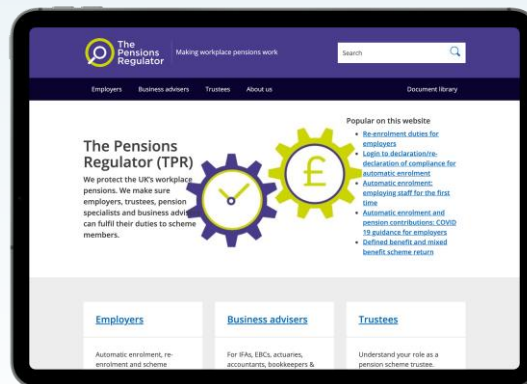 The
Pensions
Regulator
Making workplace pensions work
Search
Employers
Business advisers
Trustees
About us
Document library
The Pensions
Regulator (TPR)
We protect the UK's workplace
pensions. We make sure
employers, trustees, pension
specialists and business
can fulfil their duties to scheme
members.
£
Popular on this website
Re-enrolment duties for
employers
Login to declaration/re-
declaration of compliance for
automatic enrolment
Automatic enrolment:
employing staff for the first
time
Automatic enrolment and
pension contributions: COVID
19 guidance for employers
Defined benefit and mixed
benefit scheme return
Employers
Automatic enrolment, re-
enrolment and scheme
Business advisers
For IFAs, EBCs, actuaries,
accountants, bookkeepers &
Trustees
Understand your role as a
pension scheme trustee.